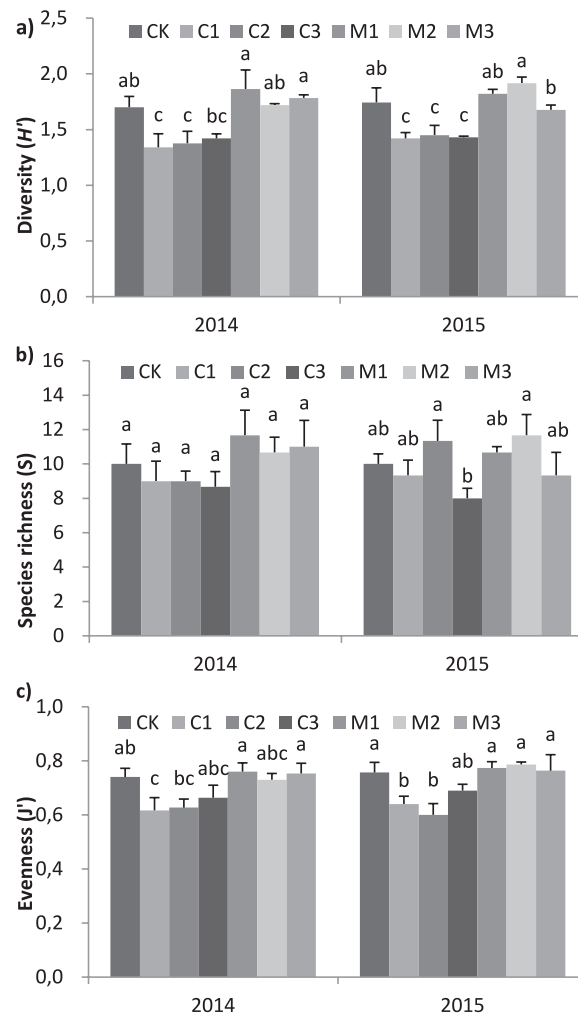 a) 2,5 CK C1 C2 C3 M1 M2 M3
a a
2,0 ab ab a ab ab b
c c bc c c c
1,5
1,0
0,5
0,0
Diversity (H')
2014 2015
b) 16 CK C1 C2 C3 M1 M2 M3
14 a a a a a
12 a a a a ab ab ab ab
10 b
8
6
4
2
0
Species richness (S)
2014 2015
c) 1,0 CK C1 C2 C3 M1 M2 M3
ab a abc a a a a a
0,8 c bc abc b b ab
0,6
0,4
0,2
0,0
Evenness (J')
2014 2015